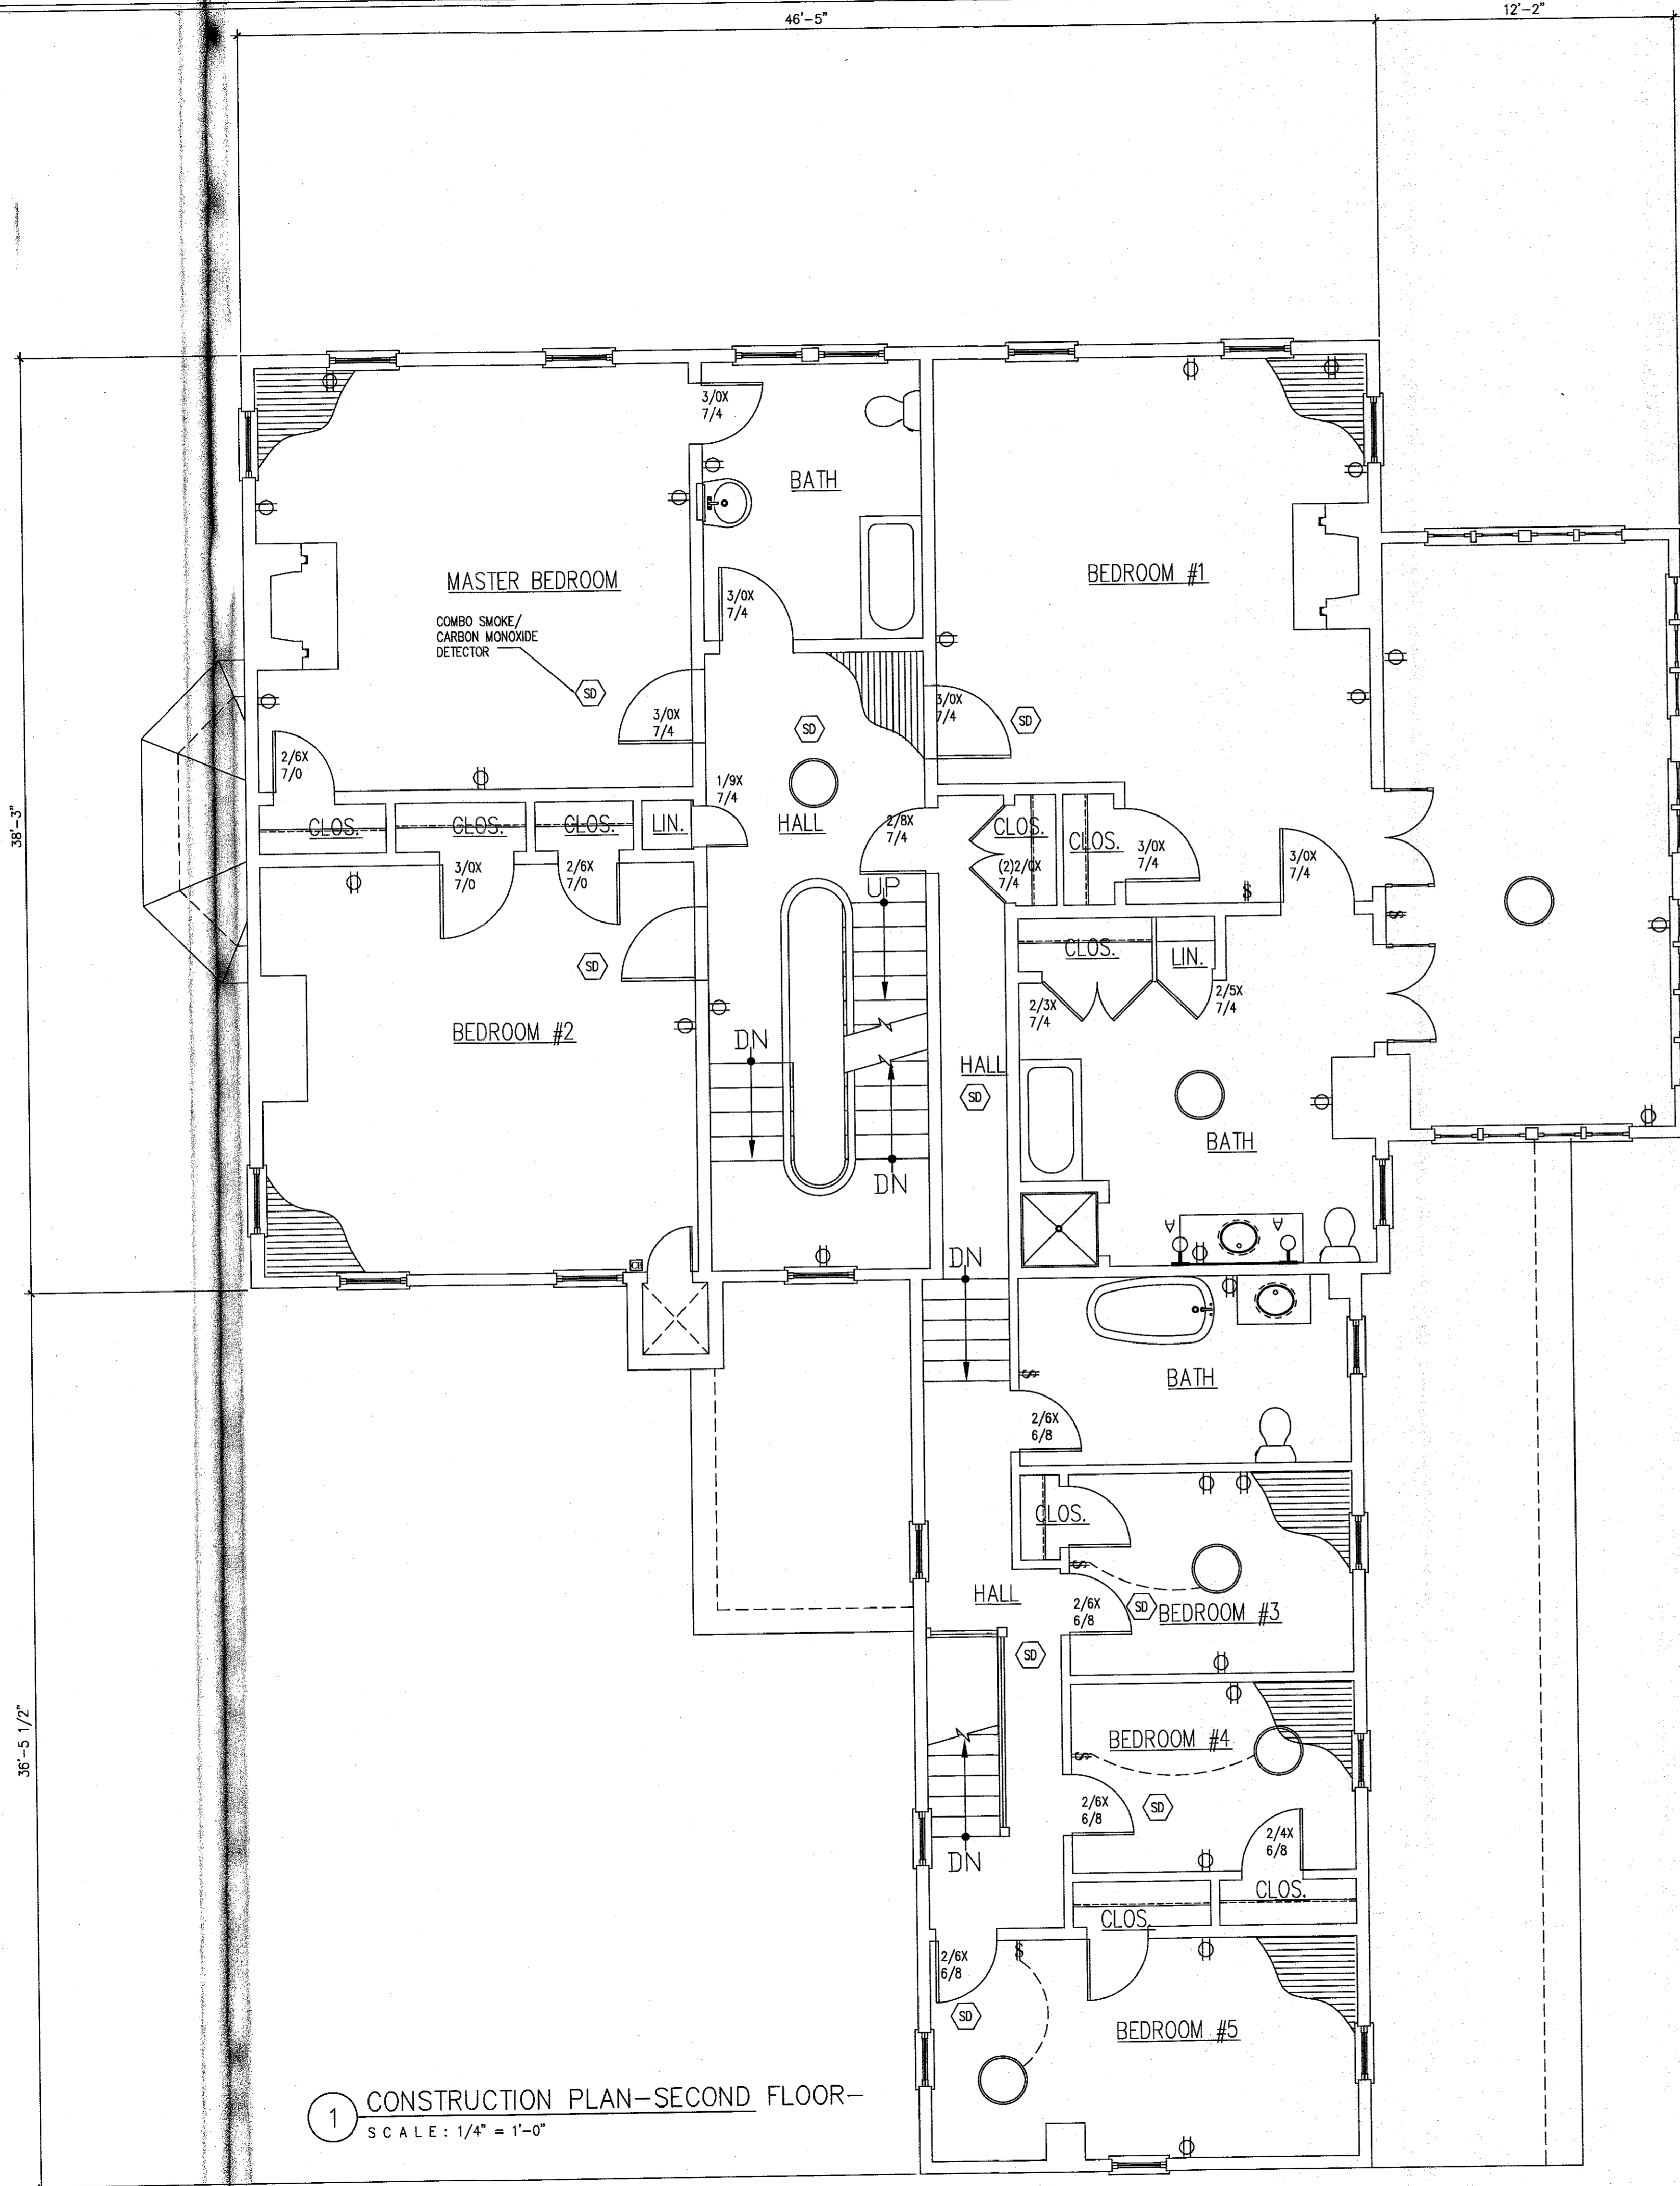 46'-5"
12'-2"
38'-3"
36'-5 1/2"
3/0X
7/4
BATH
MASTER BEDROOM
BEDROOM #1
3/0X
7/4
COMBO SMOKE/
CARBON MONOXIDE
DETECTOR
SD
3/0X
7/4
SD
3/0X
7/4
SD
2/6X
7/0
1/9X
7/4
CLOS.
CLOS.
CLOS.
LIN.
HALL
2/8X
7/4
CLOS.
(2)2/0X
7/4
CLOS.
3/0X
7/4
3/0X
7/4
3/0X
7/0
2/6X
7/0
UP
$
$
CLOS.
LIN.
SD
2/3X
7/4
2/5X
7/4
BEDROOM #2
DN
HALL
SD
BATH
DN
DN
$
BATH
2/6X
6/8
CLOS.
$
HALL
2/6X
6/8
SD
BEDROOM #3
SD
BEDROOM #4
$
2/6X
6/8
SD
2/4X
6/8
DN
CLOS.
CLOS.
$
2/6X
6/8
SD
BEDROOM #5
1
CONSTRUCTION PLAN-SECOND FLOOR-
SCALE: 1/4" = 1'-0"